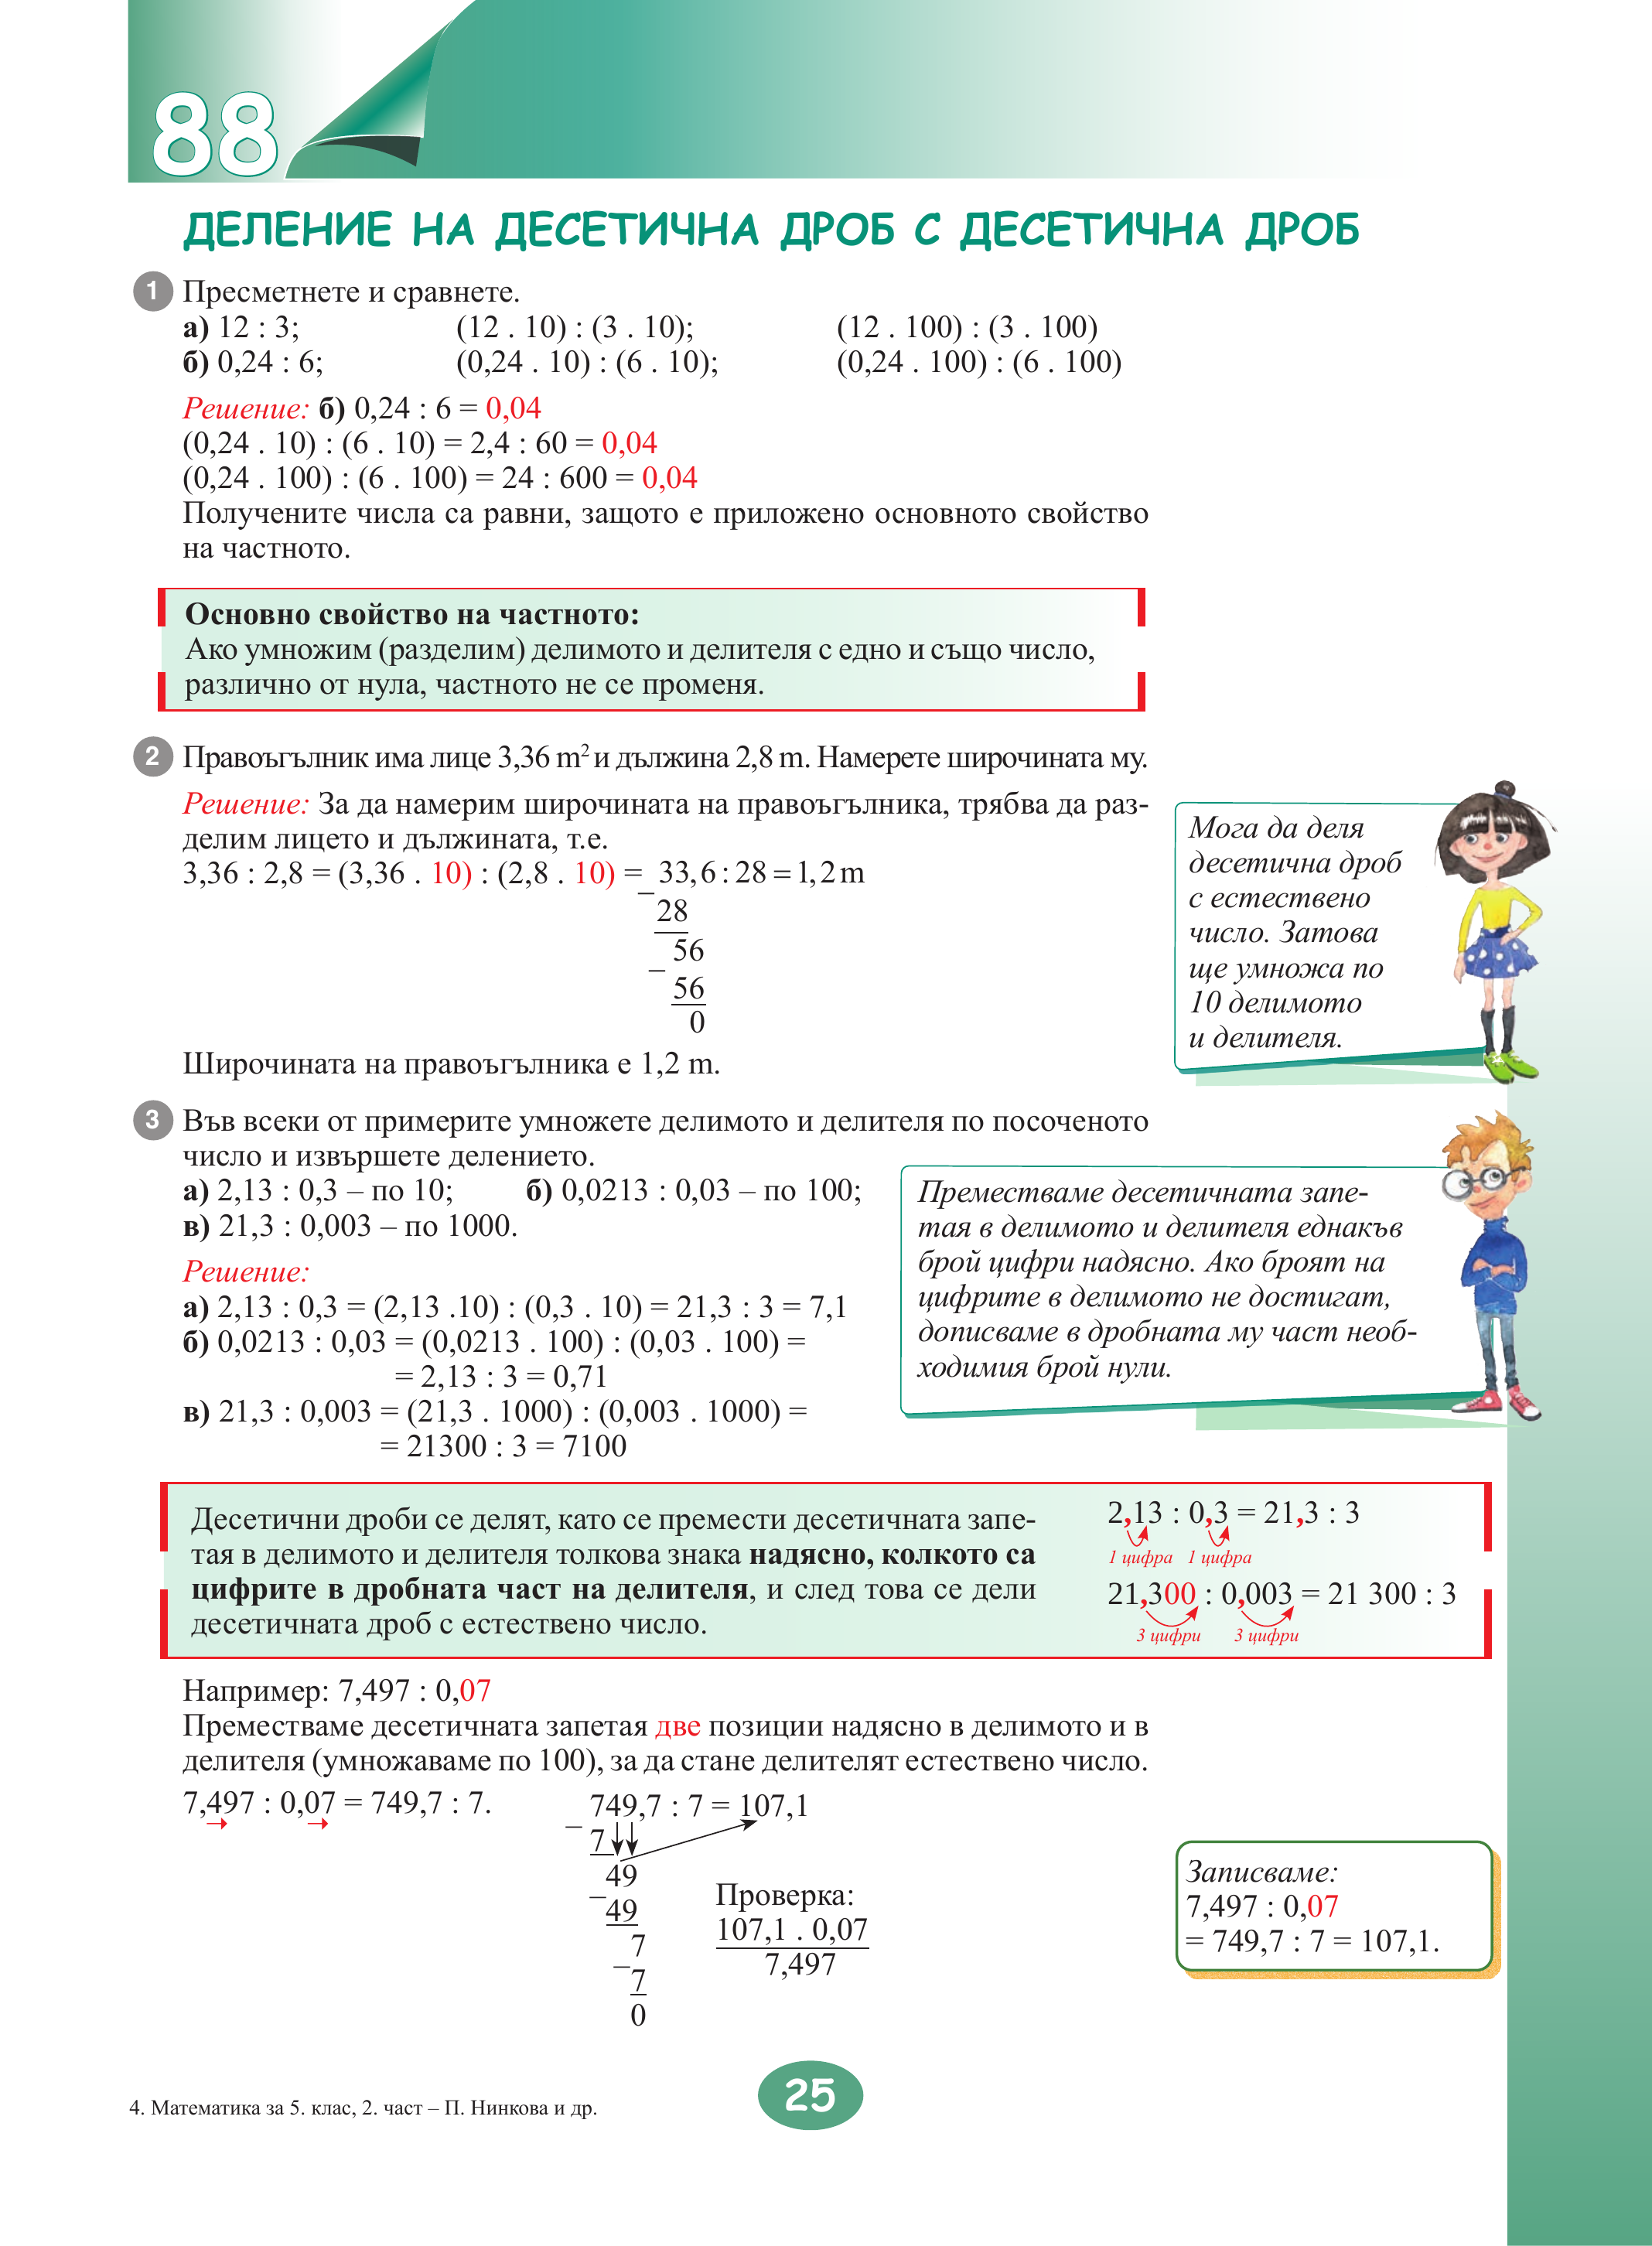 88
ДЕЛЕНИЕ НА ДЕСЕТИЧНА ДРОБ С ДЕСЕТИЧНА ДРОБ
1 Пресметнете и сравнете.
а) 12 : 3; (12 . 10) : (3 . 10); (12 . 100) : (3 . 100)
б) 0,24 : 6; (0,24 . 10) : (6 . 10); (0,24 . 100) : (6 . 100)
Решение: б) 0,24 : 6 = 0,04
(0,24 . 10) : (6 . 10) = 2,4 : 60 = 0,04
(0,24 . 100) : (6 . 100) = 24 : 600 = 0,04
Получените числа са равни, защото е приложено основното свойство
на частното.
Основно свойство на частното:
Ако умножим (разделим) делимото и делителя с едно и също число,
различно от нула, частното не се променя.
2 Правоъгълник има лице 3,36 m² и дължина 2,8 m. Намерете широчината му.
Решение: За да намерим широчината на правоъгълника, трябва да раз-
делим лицето и дължината, т.е.
3,36 : 2,8 = (3,36 . 10) : (2,8 . 10) = 33,6 : 28 = 1,2 m
–
28
56
–
56
0
Широчината на правоъгълника е 1,2 m.
Мога да деля
десетична дроб
с естествено
число. Затова
ще умножа по
10 делимото
и делителя.
3 Във всеки от примерите умножете делимото и делителя по посоченото
число и извършете делението.
а) 2,13 : 0,3 – по 10; б) 0,0213 : 0,03 – по 100;
в) 21,3 : 0,003 – по 1000.
Решение:
а) 2,13 : 0,3 = (2,13 .10) : (0,3 . 10) = 21,3 : 3 = 7,1
б) 0,0213 : 0,03 = (0,0213 . 100) : (0,03 . 100) =
= 2,13 : 3 = 0,71
в) 21,3 : 0,003 = (21,3 . 1000) : (0,003 . 1000) =
= 21300 : 3 = 7100
Преместваме десетичната запе-
тая в делимото и делителя еднакъв
брой цифри надясно. Ако броят на
цифрите в делимото не достигат,
дописваме в дробната му част необ-
ходимия брой нули.
Десетични дроби се делят, като се премести десетичната запе-
тая в делимото и делителя толкова знака надясно, колкото са
цифрите в дробната част на делителя, и след това се дели
десетичната дроб с естествено число.
2,13 : 0,3 = 21,3 : 3
1 цифра 1 цифра
21,300 : 0,003 = 21 300 : 3
3 цифри 3 цифри
Например: 7,497 : 0,07
Преместваме десетичната запетая две позиции надясно в делимото и в
делителя (умножаваме по 100), за да стане делителят естествено число.
7,497 : 0,07 = 749,7 : 7.
749,7 : 7 = 107,1
–
7
49
–
49
7
–
7
0
Проверка:
107,1 . 0,07
7,497
Записваме:
7,497 : 0,07
= 749,7 : 7 = 107,1.
25
4. Математика за 5. клас, 2. част – П. Нинкова и др.